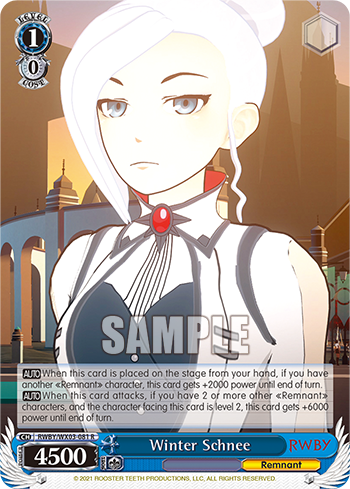 LEVEL
1
0
COST
SAMPLE
AUTO When this card is placed on the stage from your hand, if you have
another «Remnant» character, this card gets +2000 power until end of turn.
AUTO When this card attacks, if you have 2 or more other «Remnant»
characters, and the character facing this card is level 2, this card gets +6000
power until end of turn.
CH RWBY/WX03-081 R
POWER 4500
Winter Schnee
RWBY
Remnant
© 2021 ROOSTER TEETH PRODUCTIONS, LLC, ALL RIGHTS RESERVED.